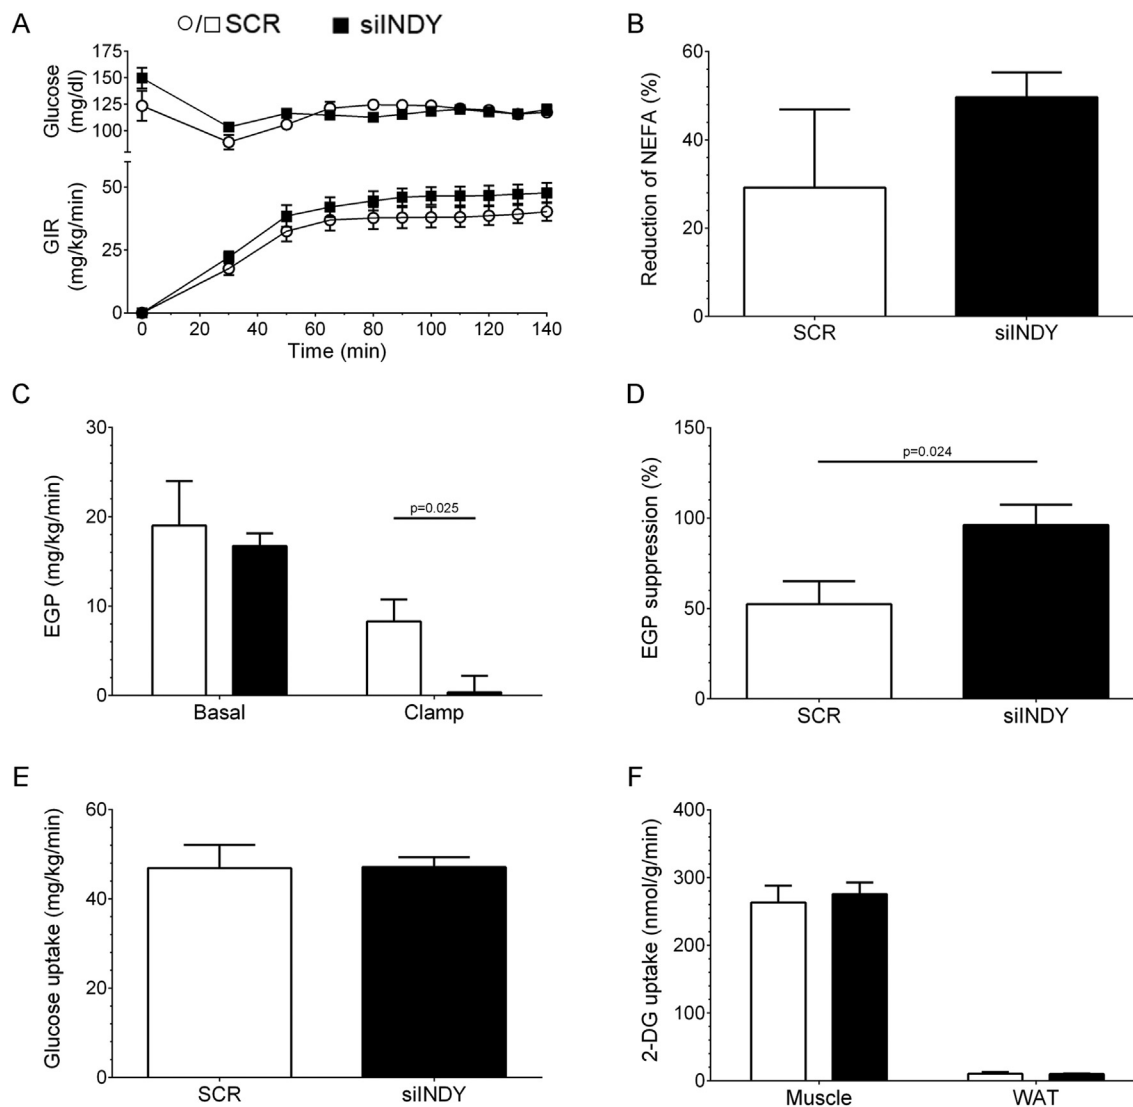 A
○/□ SCR ■ siINDY
Glucose
(mg/dl)
175
150
125
100
GIR
(mg/kg/min)
50
25
0
0 20 40 60 80 100 120 140
Time (min)
B
Reduction of NEFA (%)
60
40
20
0
SCR siINDY
C
EGP (mg/kg/min)
30
20
10
0
p=0.025
Basal Clamp
D
EGP suppression (%)
150
100
50
0
p=0.024
SCR siINDY
E
Glucose uptake (mg/kg/min)
60
40
20
0
SCR siINDY
F
2-DG uptake (nmol/g/min)
400
300
200
100
0
Muscle WAT